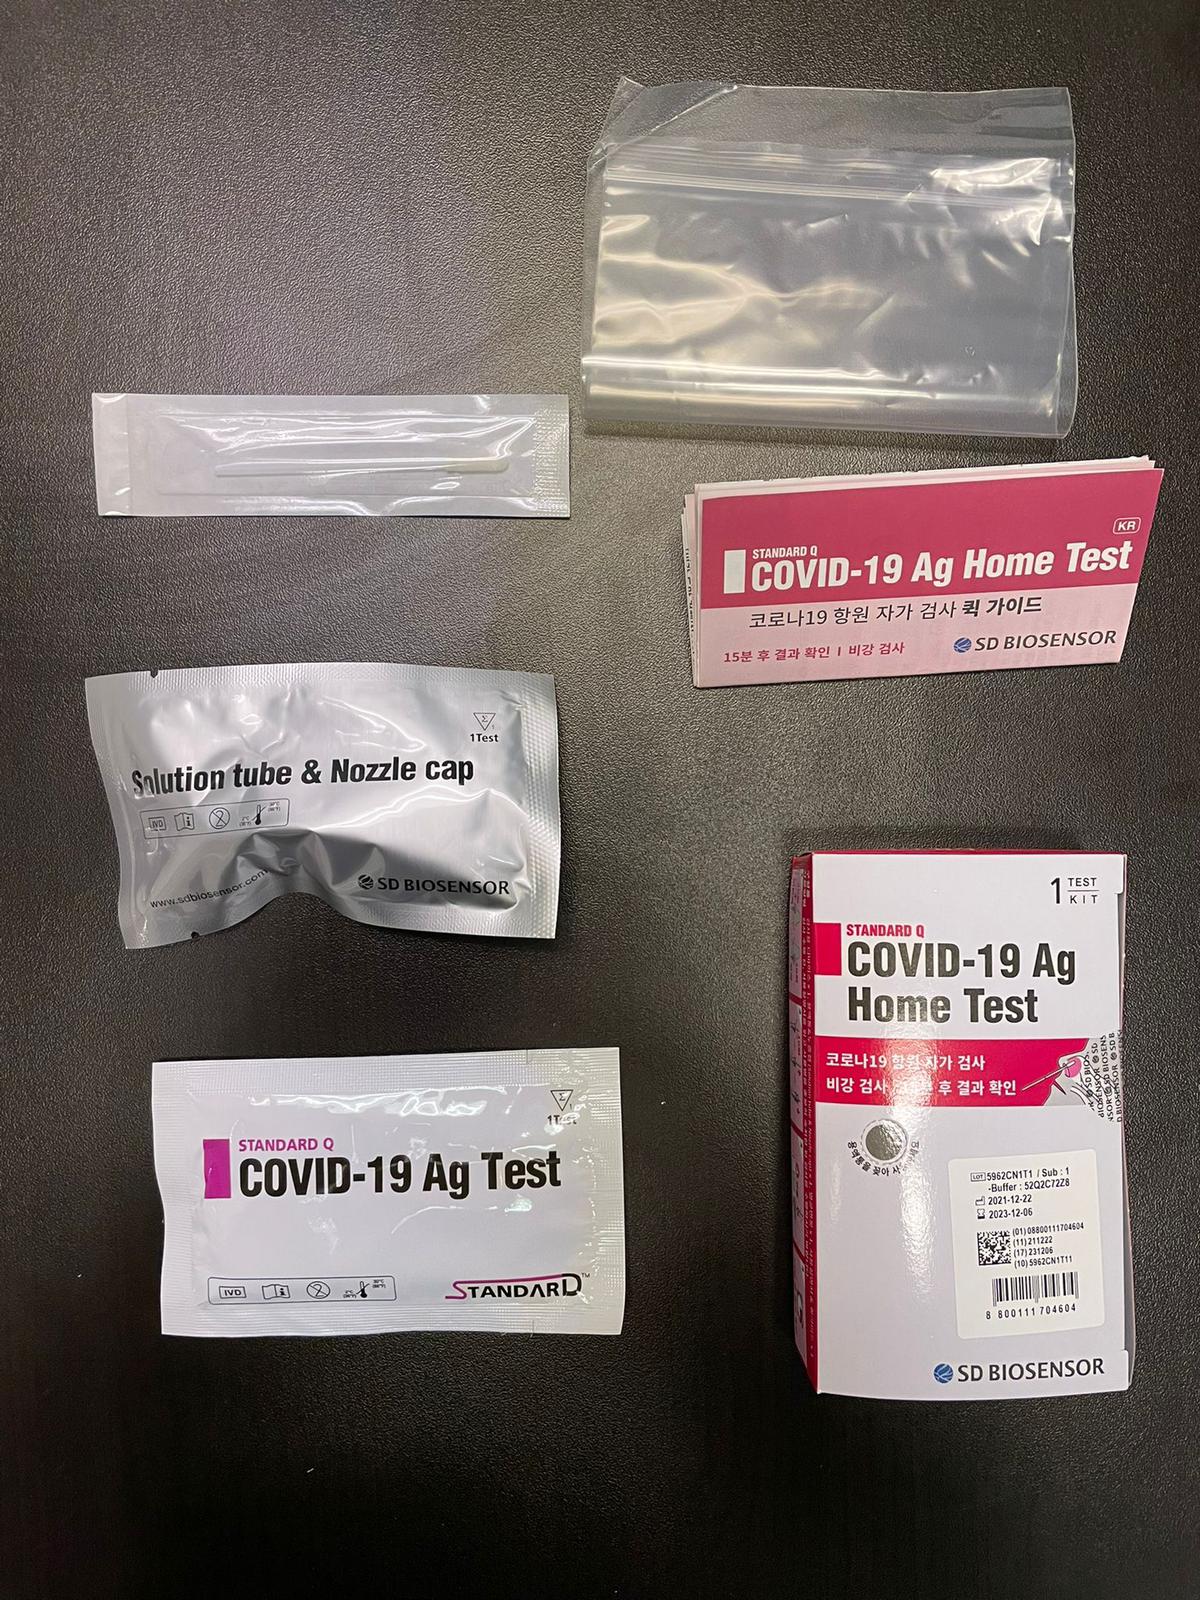 KR
STANDARD Q
COVID-19 Ag Home Test
코로나19 항원 자가 검사 퀵 가이드
15분 후 결과 확인 I 비강 검사
SD BIOSENSOR
1Test
Solution tube & Nozzle cap
IVD
www.sdbiosensor.com
SD BIOSENSOR
1 TEST KIT
STANDARD Q
COVID-19 Ag
Home Test
코로나19 항원 자가 검사
비강 검사 후 결과 확인
LOT 5962CN1T1 / Sub : 1
-Buffer : 52Q2C72Z8
2021-12-22
2023-12-06
(01) 08800111704604
(11) 211222
(17) 231206
(10) 5962CN1T11
8 800111 704604
SD BIOSENSOR
1Test
STANDARD Q
COVID-19 Ag Test
IVD
STANDARD™